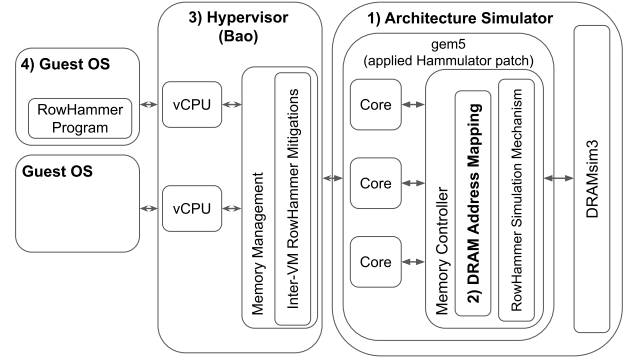 4) Guest OS
RowHammer
Program
Guest OS
3) Hypervisor
(Bao)
vCPU
vCPU
Memory Management
Inter-VM RowHammer Mitigations
1) Architecture Simulator
gem5
(applied Hammulator patch)
Core
Core
Core
Memory Controller
2) DRAM Address Mapping
RowHammer Simulation Mechanism
DRAMsim3